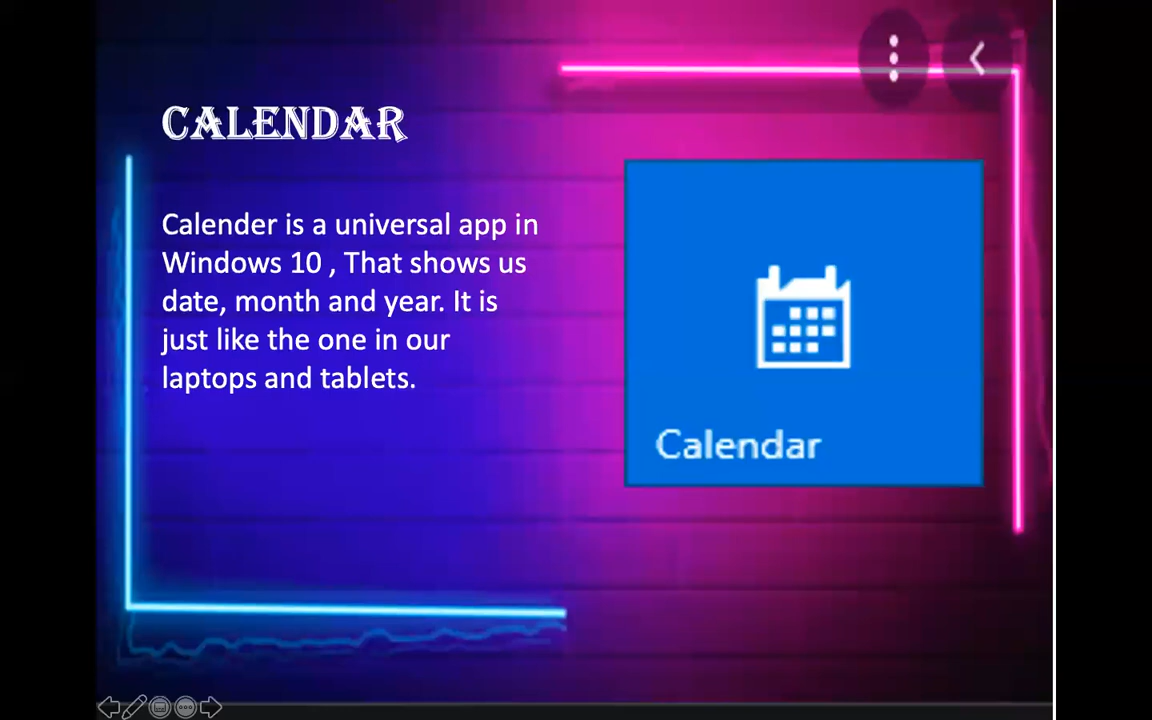 CALENDAR
Calender is a universal app in
Windows 10 , That shows us
date, month and year. It is
just like the one in our
laptops and tablets.
Calendar